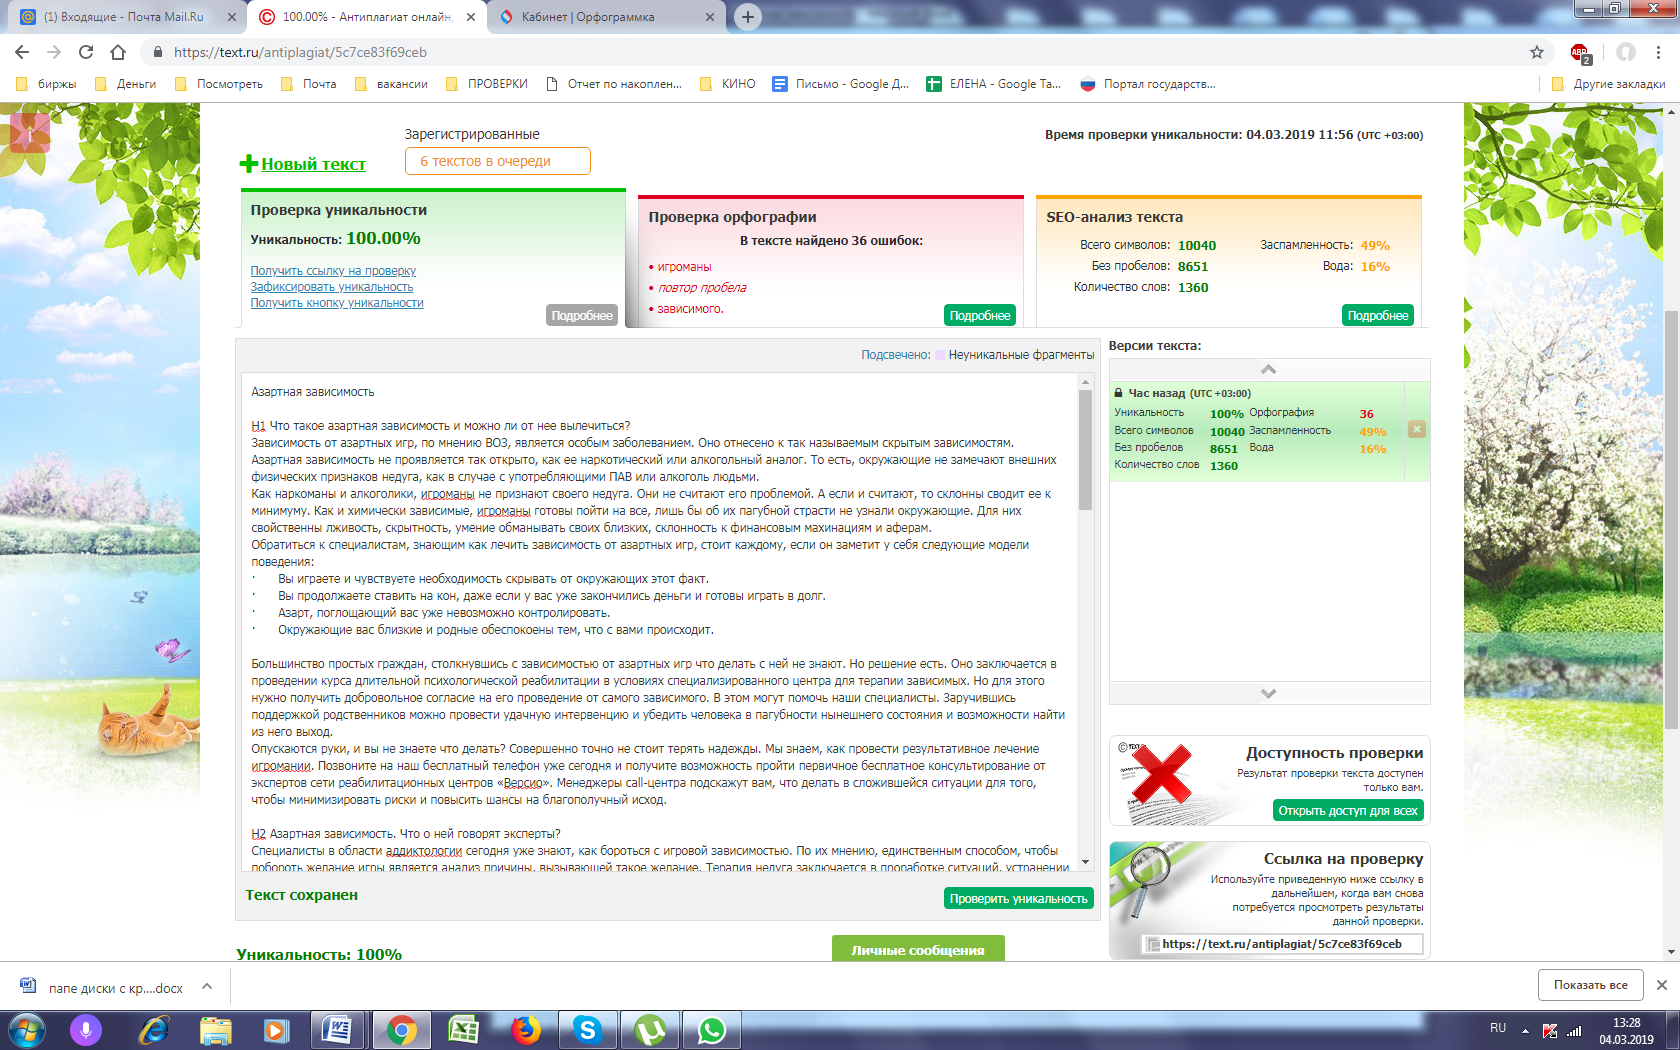 (1) Входящие - Почта Mail.Ru
100.00% - Антиплагиат онлайн,
Кабинет | Орфограммка
https://text.ru/antiplagiat/5c7ce83f69ceb
ABP
2
биржы
Деньги
Посмотреть
Почта
вакансии
ПРОВЕРКИ
Отчет по накоплен...
КИНО
Письмо - Google Д...
ЕЛЕНА - Google Та...
Портал государств...
Другие закладки
Зарегистрированные
Время проверки уникальности: 04.03.2019 11:56 (UTC +03:00)
Новый текст
6 текстов в очереди
Проверка уникальности
Уникальность: 100.00%
Получить ссылку на проверку
Зафиксировать уникальность
Получить кнопку уникальности
Подробнее
Проверка орфографии
В тексте найдено 36 ошибок:
• игроманы
• повтор пробела
• зависимого.
Подробнее
SEO-анализ текста
Всего символов: 10040 Заспамленность: 49%
Без пробелов: 8651 Вода: 16%
Количество слов: 1360
Подробнее
Подсвечено: Неуникальные фрагменты
Азартная зависимость
H1 Что такое азартная зависимость и можно ли от нее вылечиться?
Зависимость от азартных игр, по мнению ВОЗ, является особым заболеванием. Оно отнесено к так называемым скрытым зависимостям.
Азартная зависимость не проявляется так открыто, как ее наркотический или алкогольный аналог. То есть, окружающие не замечают внешних
физических признаков недуга, как в случае с употребляющими ПАВ или алкоголь людьми.
Как наркоманы и алкоголики, игроманы не признают своего недуга. Они не считают его проблемой. А если и считают, то склонны сводит ее к
минимуму. Как и химически зависимые, игроманы готовы пойти на все, лишь бы об их пагубной страсти не узнали окружающие. Для них
свойственны лживость, скрытность, умение обманывать своих близких, склонность к финансовым махинациям и аферам.
Обратиться к специалистам, знающим как лечить зависимость от азартных игр, стоит каждому, если он заметит у себя следующие модели
поведения:
· Вы играете и чувствуете необходимость скрывать от окружающих этот факт.
· Вы продолжаете ставить на кон, даже если у вас уже закончились деньги и готовы играть в долг.
· Азарт, поглощающий вас уже невозможно контролировать.
· Окружающие вас близкие и родные обеспокоены тем, что с вами происходит.
Большинство простых граждан, столкнувшись с зависимостью от азартных игр что делать с ней не знают. Но решение есть. Оно заключается в
проведении курса длительной психологической реабилитации в условиях специализированного центра для терапии зависимых. Но для этого
нужно получить добровольное согласие на его проведение от самого зависимого. В этом могут помочь наши специалисты. Заручившись
поддержкой родственников можно провести удачную интервенцию и убедить человека в пагубности нынешнего состояния и возможности найти
из него выход.
Опускаются руки, и вы не знаете что делать? Совершенно точно не стоит терять надежды. Мы знаем, как провести результативное лечение
игромании. Позвоните на наш бесплатный телефон уже сегодня и получите возможность пройти первичное бесплатное консультирование от
экспертов сети реабилитационных центров «Версио». Менеджеры call-центра подскажут вам, что делать в сложившейся ситуации для того,
чтобы минимизировать риски и повысить шансы на благополучный исход.
H2 Азартная зависимость. Что о ней говорят эксперты?
Специалисты в области аддиктологии сегодня уже знают, как бороться с игровой зависимостью. По их мнению, единственным способом, чтобы
побороть желание игры является анализ причины, вызывающей такое желание. Терапия недуга заключается в проработке ситуаций, устранении
Текст сохранен
Проверить уникальность
Уникальность: 100%
Личные сообщения
Версии текста:
Час назад (UTC +03:00)
Уникальность 100% Орфография 36
Всего символов 10040 Заспамленность 49%
Без пробелов 8651 Вода 16%
Количество слов 1360
© TEXT
Доступность проверки
Результат проверки текста доступен
только вам.
Открыть доступ для всех
Ссылка на проверку
Используйте приведенную ниже ссылку в
дальнейшем, когда вам снова
потребуется просмотреть результаты
данной проверки.
https://text.ru/antiplagiat/5c7ce83f69ceb
папе диски с кр....docx
Показать все
RU
13:28
04.03.2019